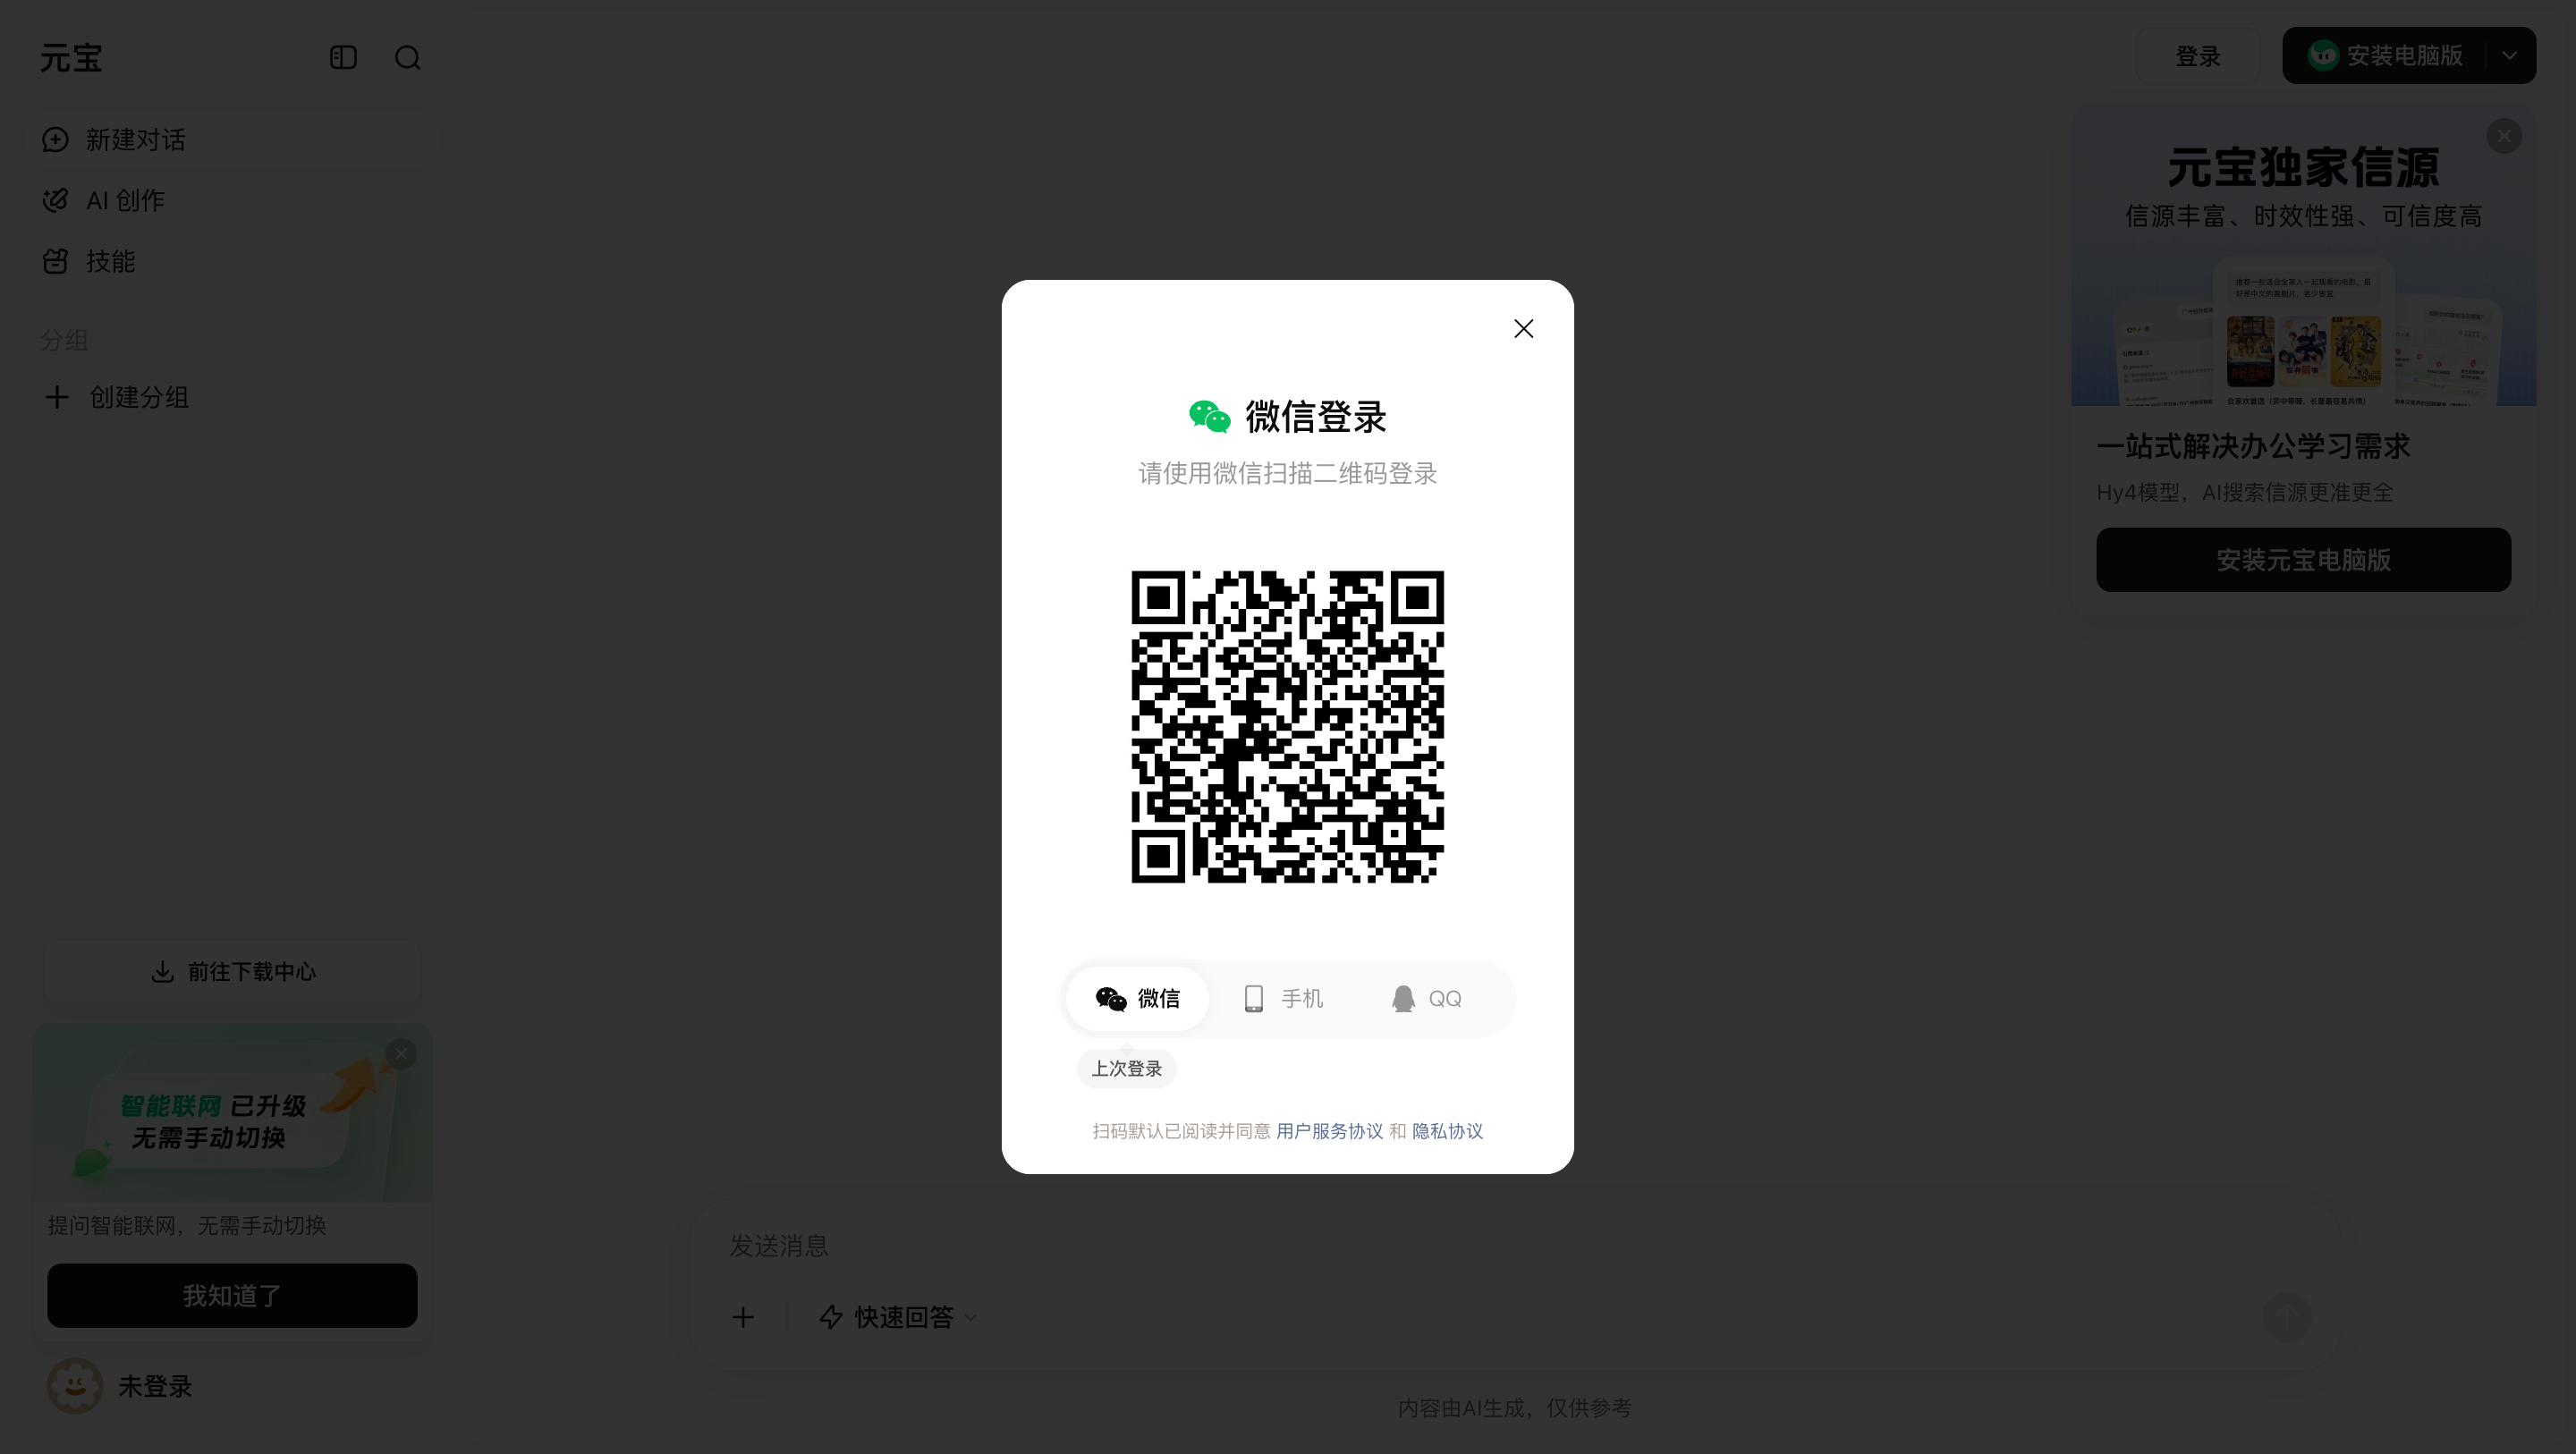 元宝
新建对话
AI 创作
技能
分组
创建分组
前往下载中心
智能联网 已升级
无需手动切换
提问智能联网，无需手动切换
我知道了
未登录
微信登录
请使用微信扫描二维码登录
微信
手机
QQ
上次登录
扫码默认已阅读并同意 用户服务协议 和 隐私协议
发送消息
快速回答
内容由AI生成，仅供参考
登录
安装电脑版
元宝独家信源
信源丰富、时效性强、可信度高
一站式解决办公学习需求
Hy4模型，AI搜索信源更准更全
安装元宝电脑版